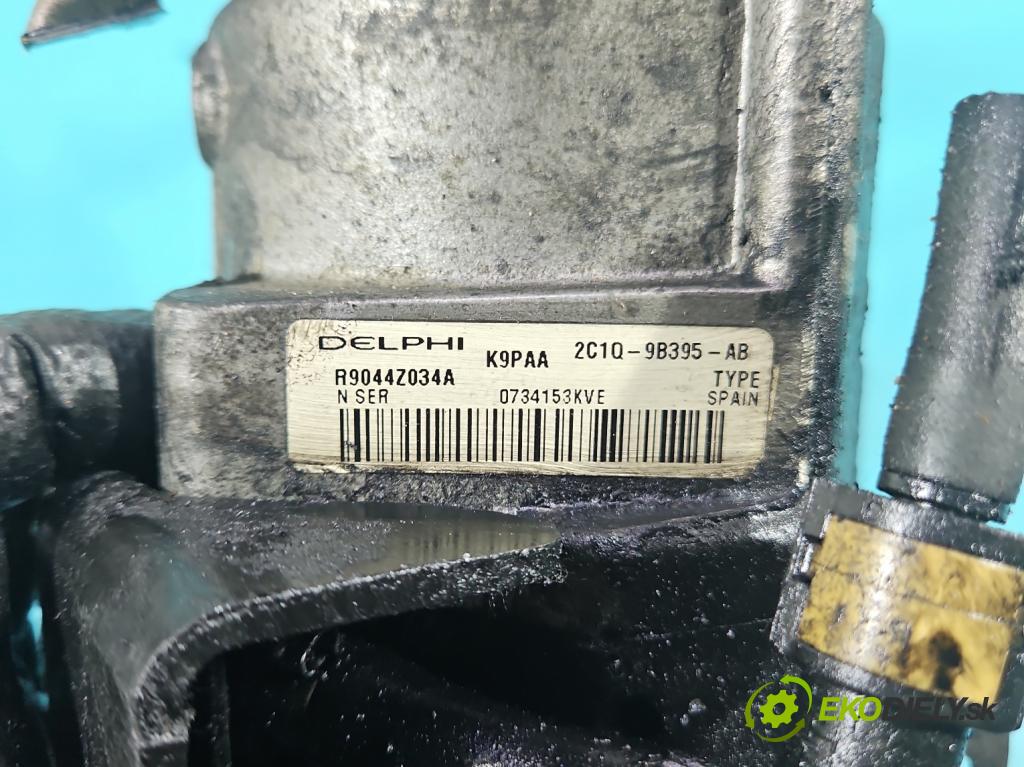 DELPHI K9PAA 2C1Q-9B395-AB
R9044Z034A TYPE
N SER 0734153KVE SPAIN
EKODIELY.sk